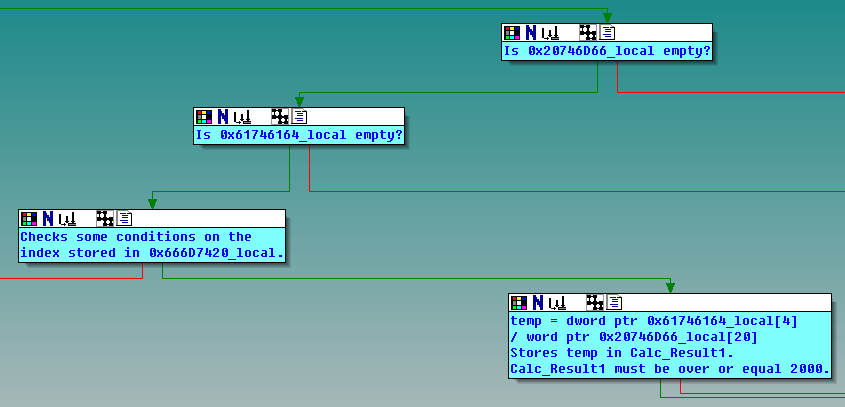 Is 0x20746D66_local empty?
Is 0x61746164_local empty?
Checks some conditions on the
index stored in 0x666D7420_local.
temp = dword ptr 0x61746164_local[4]
/ word ptr 0x20746D66_local[20]
Stores temp in Calc_Result1.
Calc_Result1 must be over or equal 2000.